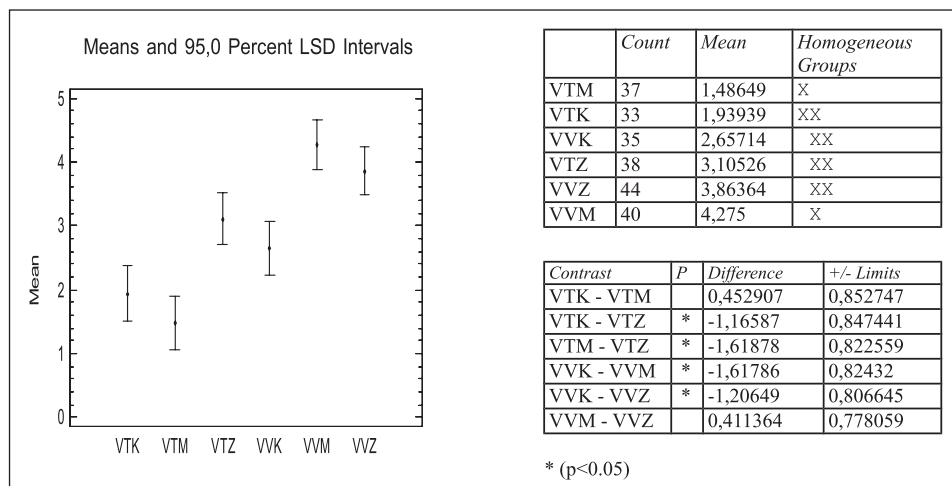 Means and 95,0 Percent LSD Intervals
Mean
5
4
3
2
1
0
VTK VTM VTZ VVK VVM VVZ
Count Mean Homogeneous Groups
VTM 37 1,48649 X
VTK 33 1,93939 XX
VVK 35 2,65714 XX
VTZ 38 3,10526 XX
VVZ 44 3,86364 XX
VVM 40 4,275 X
Contrast P Difference +/- Limits
VTK - VTM 0,452907 0,852747
VTK - VTZ * -1,16587 0,847441
VTM - VTZ * -1,61878 0,822559
VVK - VVM * -1,61786 0,82432
VVK - VVZ * -1,20649 0,806645
VVM - VVZ 0,411364 0,778059
* (p<0.05)